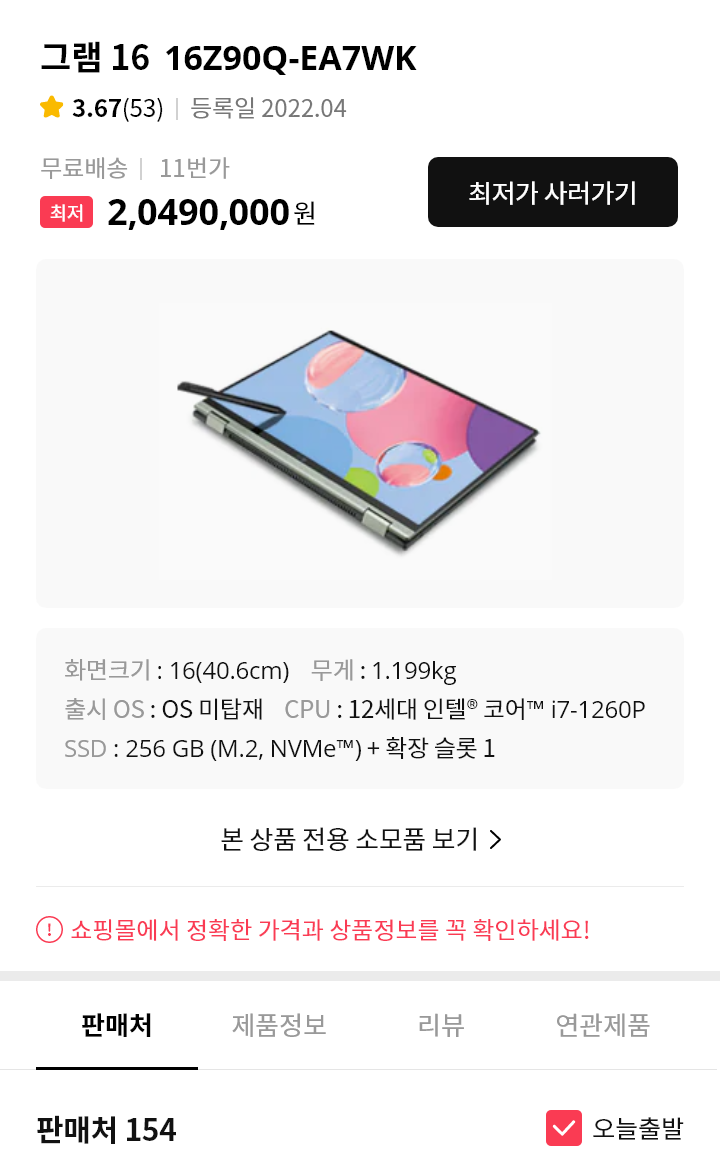 그램 16 16Z90Q-EA7WK
3.67(53) | 등록일 2022.04
무료배송 | 11번가
최저 2,0490,000원
최저가 사러가기
화면크기 : 16(40.6cm) 무게 : 1.199kg
출시 OS : OS 미탑재 CPU : 12세대 인텔® 코어™ i7-1260P
SSD : 256 GB (M.2, NVMe™) + 확장 슬롯 1
본 상품 전용 소모품 보기 >
! 쇼핑몰에서 정확한 가격과 상품정보를 꼭 확인하세요!
판매처 제품정보 리뷰 연관제품
판매처 154 오늘출발